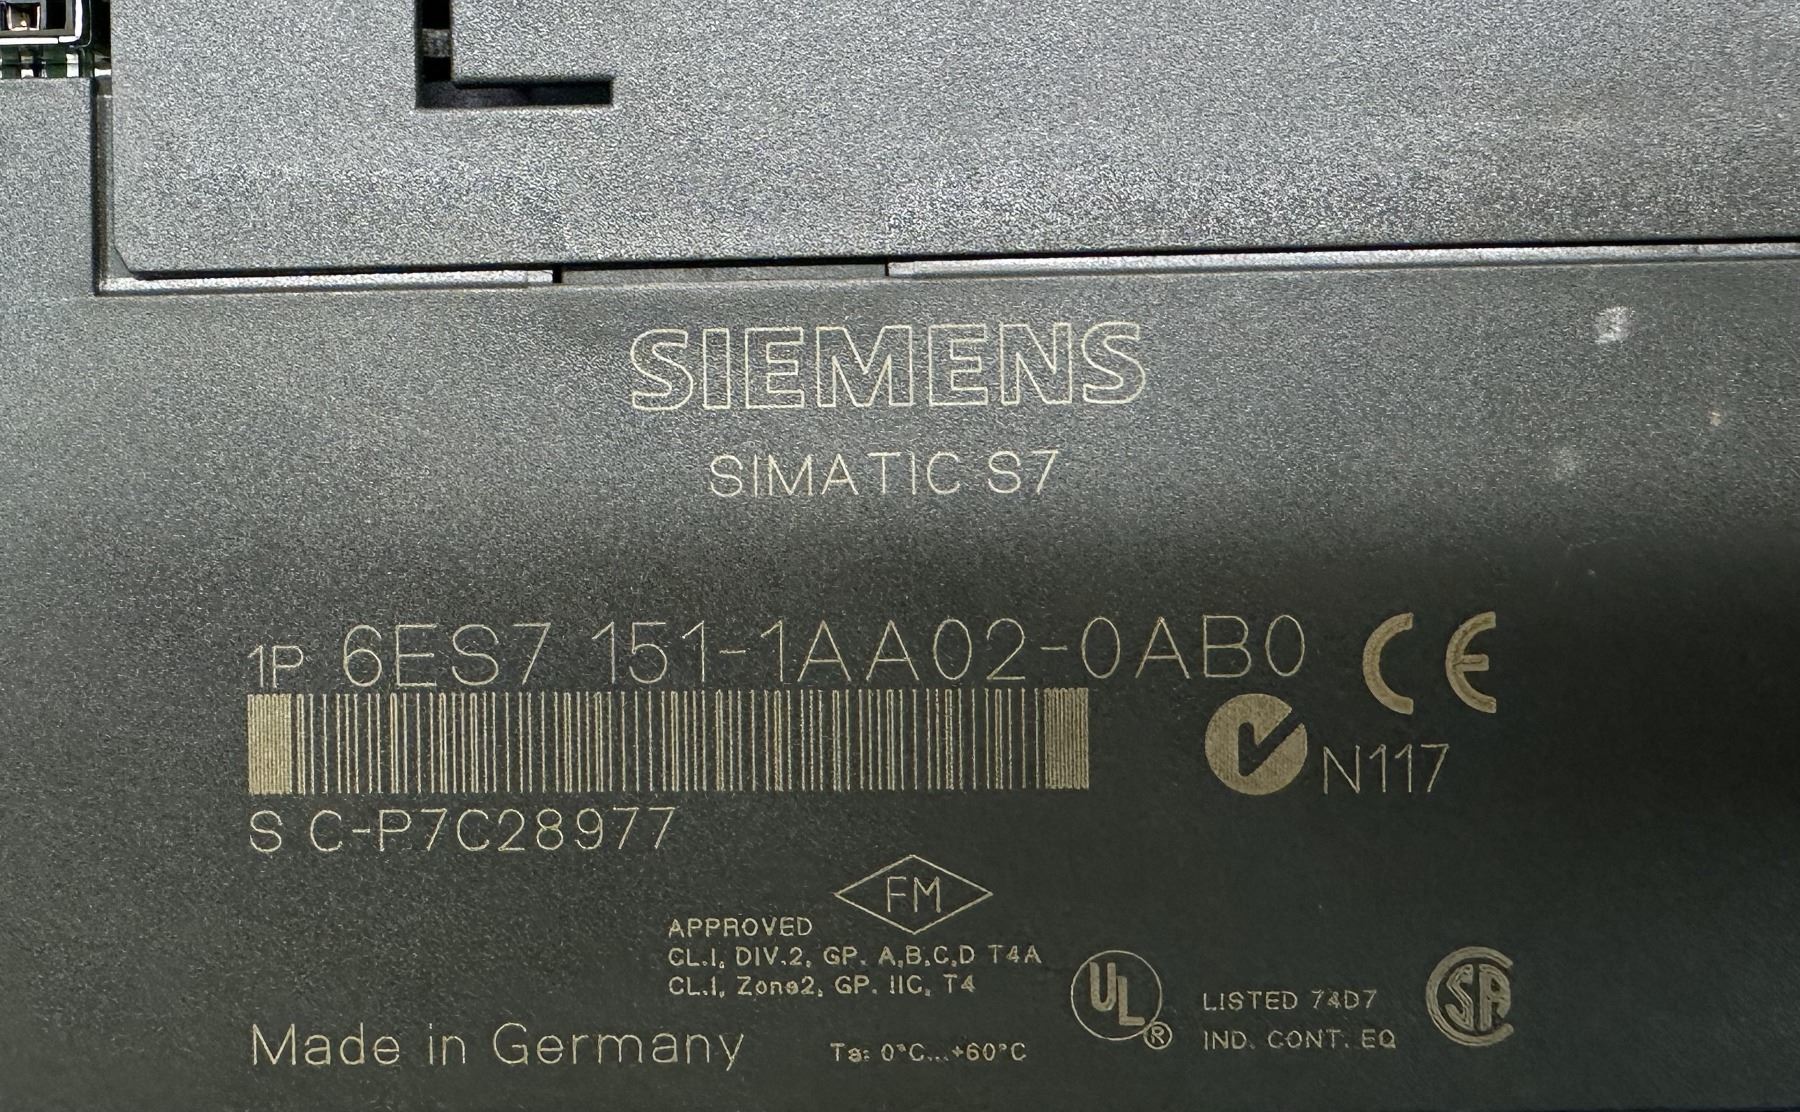 SIEMENS
SIMATIC S7
1P 6ES7 151-1AA02-0AB0 CE
N117
S C-P7C28977
FM
APPROVED
CL.I, DIV.2, GP. A,B,C,D T4A
CL.I, Zone2, GP. IIC, T4
UL ® LISTED 74D7 SA
IND. CONT. EQ
Made in Germany Ta: 0°C...+60°C